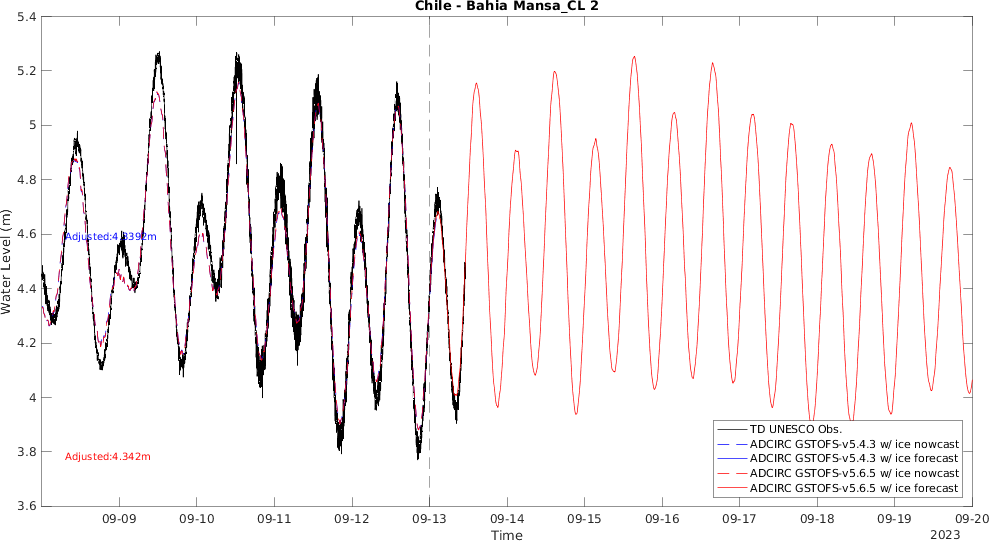 Chile - Bahia Mansa_CL 2
5.4
5.2
5
4.8
4.6
4.4
4.2
4
3.8
3.6
Water Level (m)
Adjusted:4.3392m
Adjusted:4.342m
TD UNESCO Obs.
ADCIRC GSTOFS-v5.4.3 w/ ice nowcast
ADCIRC GSTOFS-v5.4.3 w/ ice forecast
ADCIRC GSTOFS-v5.6.5 w/ ice nowcast
ADCIRC GSTOFS-v5.6.5 w/ ice forecast
09-09 09-10 09-11 09-12 09-13 09-14 09-15 09-16 09-17 09-18 09-19 09-20
Time 2023